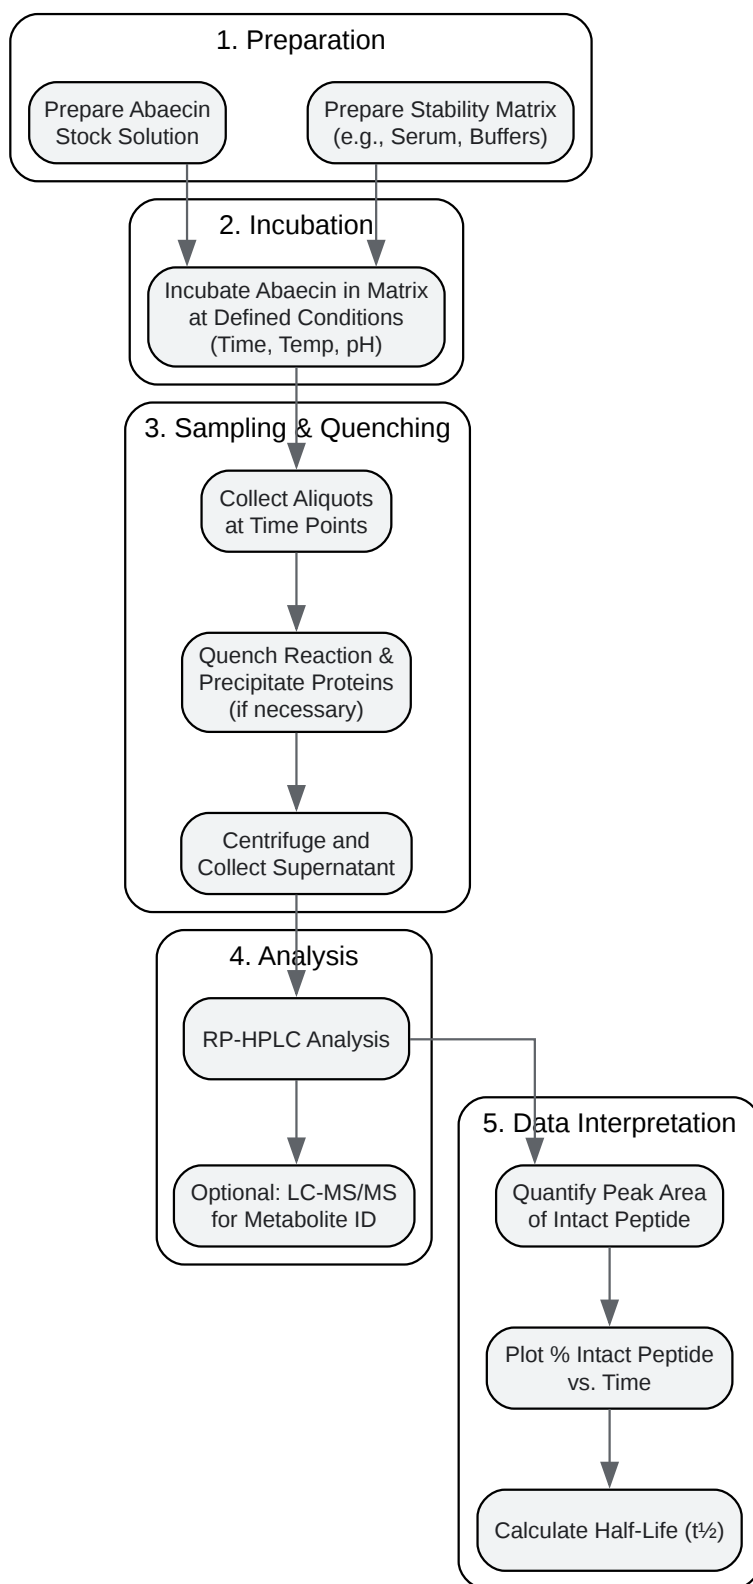 1. Preparation
Prepare Abaecin
Stock Solution
Prepare Stability Matrix
(e.g., Serum, Buffers)
2. Incubation
Incubate Abaecin in Matrix
at Defined Conditions
(Time, Temp, pH)
3. Sampling & Quenching
Collect Aliquots
at Time Points
Quench Reaction &
Precipitate Proteins
(if necessary)
Centrifuge and
Collect Supernatant
4. Analysis
RP-HPLC Analysis
Optional: LC-MS/MS
for Metabolite ID
5. Data Interpretation
Quantify Peak Area
of Intact Peptide
Plot % Intact Peptide
vs. Time
Calculate Half-Life (t½)